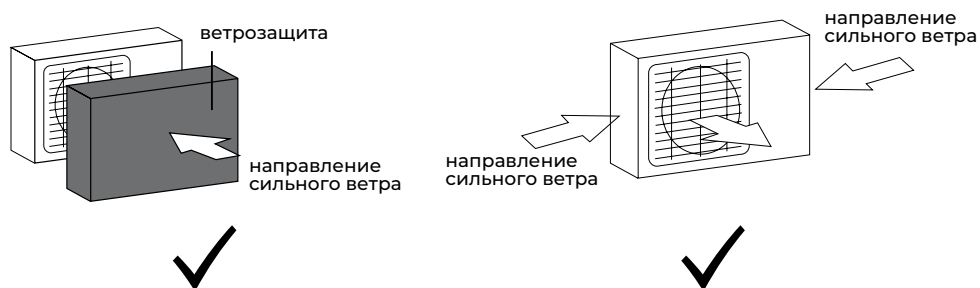 ветрозащита
направление
сильного ветра
направление
сильного ветра
направление
сильного ветра